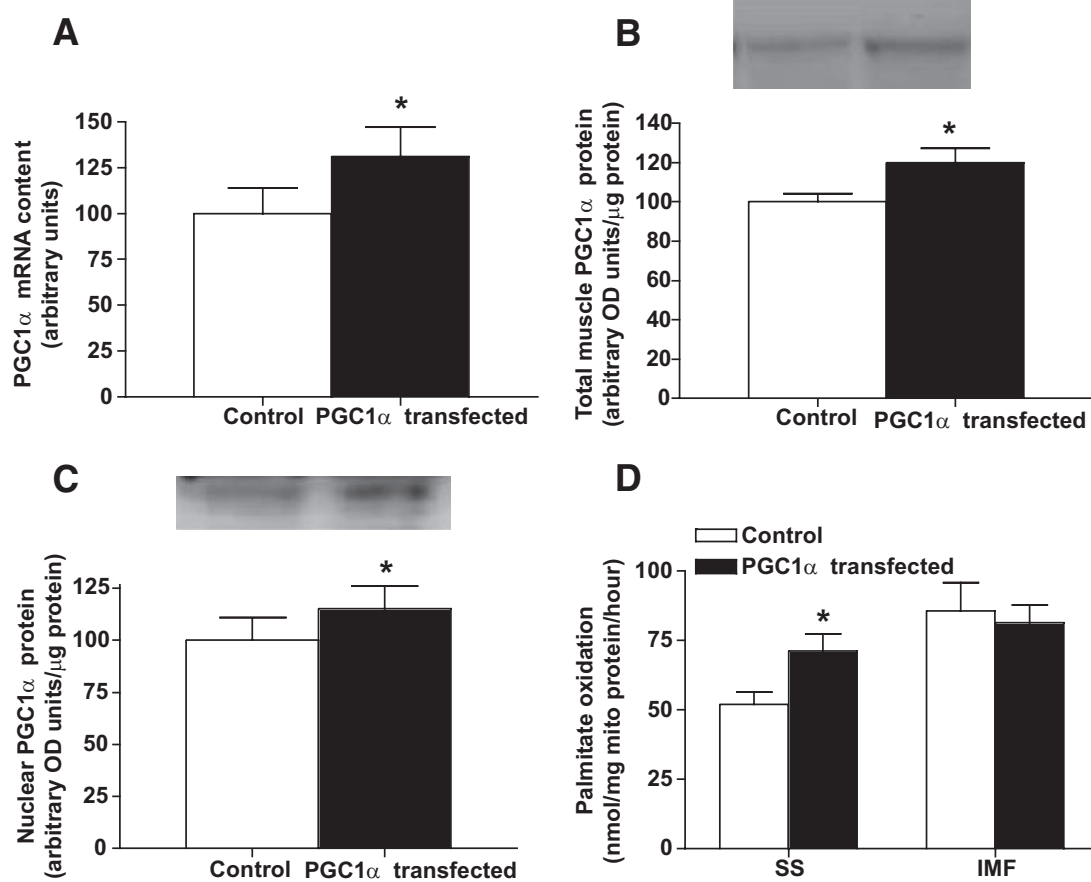 A
PGC1α mRNA content
(arbitrary units)
150
125
100
75
50
25
0
*
Control PGC1α transfected
B
Total muscle PGC1α protein
(arbitrary OD units/μg protein)
140
120
100
80
60
40
20
0
*
Control PGC1α transfected
C
Nuclear PGC1α protein
(arbitrary OD units/μg protein)
125
100
75
50
25
0
*
Control PGC1α transfected
D
Control
PGC1α transfected
Palmitate oxidation
(nmol/mg mito protein/hour)
100
75
50
25
0
*
SS IMF